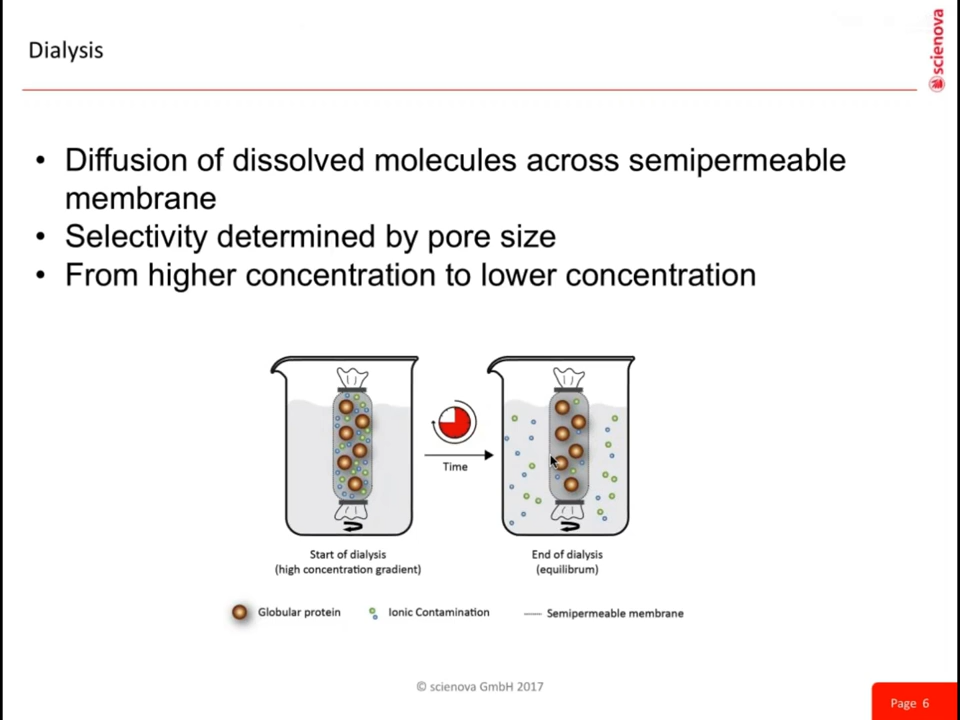 Dialysis
scienova
• Diffusion of dissolved molecules across semipermeable
membrane
• Selectivity determined by pore size
• From higher concentration to lower concentration
Time
Start of dialysis
(high concentration gradient)
End of dialysis
(equilibrum)
Globular protein
Ionic Contamination
Semipermeable membrane
© scienova GmbH 2017
Page 6